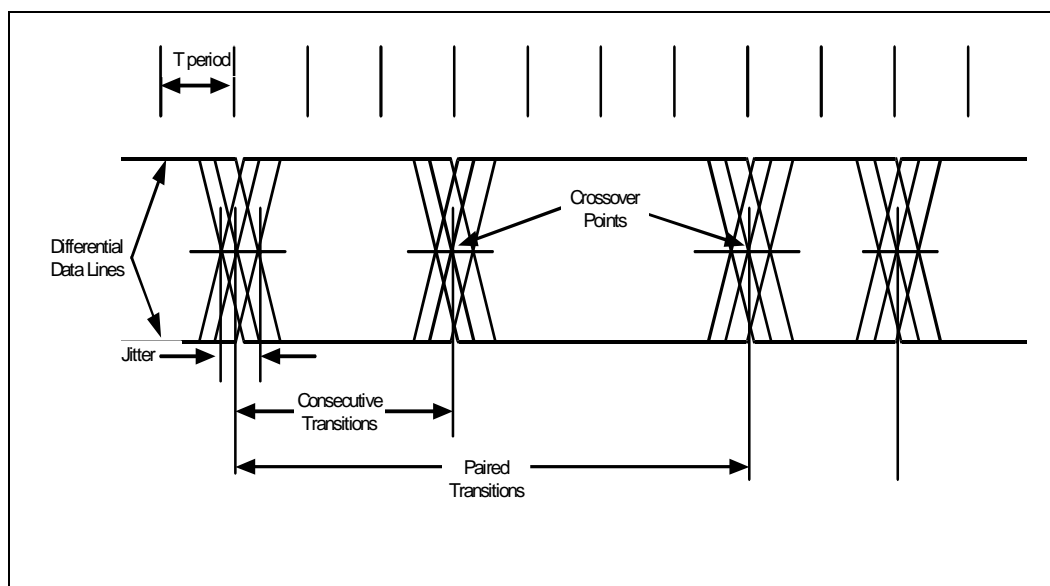 T period
Crossover
Points
Differential
Data Lines
Jitter
Consecutive
Transitions
Paired
Transitions